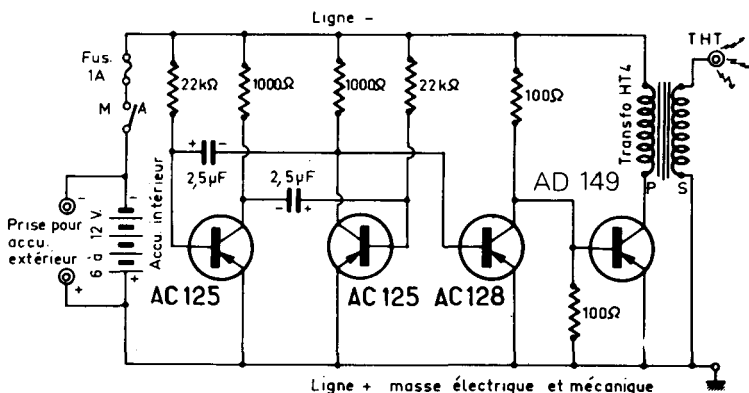 Ligne -
THT
Fus.
1A
22kΩ
1000Ω
1000Ω
22kΩ
100Ω
Transfo HT4
M
A
+
-
2,5µF
2,5µF
-
+
AD 149
P
S
-
-
Prise pour
accu.
extérieur
6 à 12 V.
Accu. intérieur
+
+
AC125
AC125
AC128
100Ω
Ligne + masse électrique et mécanique